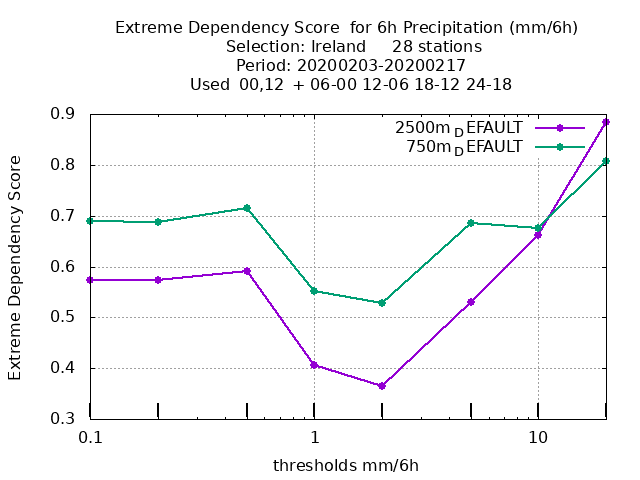 Extreme Dependency Score  for 6h Precipitation (mm/6h)
Selection: Ireland     28 stations
Period: 20200203-20200217
Used  00,12  + 06-00 12-06 18-12 24-18
2500m_DEFAULT
750m_DEFAULT
Extreme Dependency Score
0.9
0.8
0.7
0.6
0.5
0.4
0.3
0.1 1 10
thresholds mm/6h